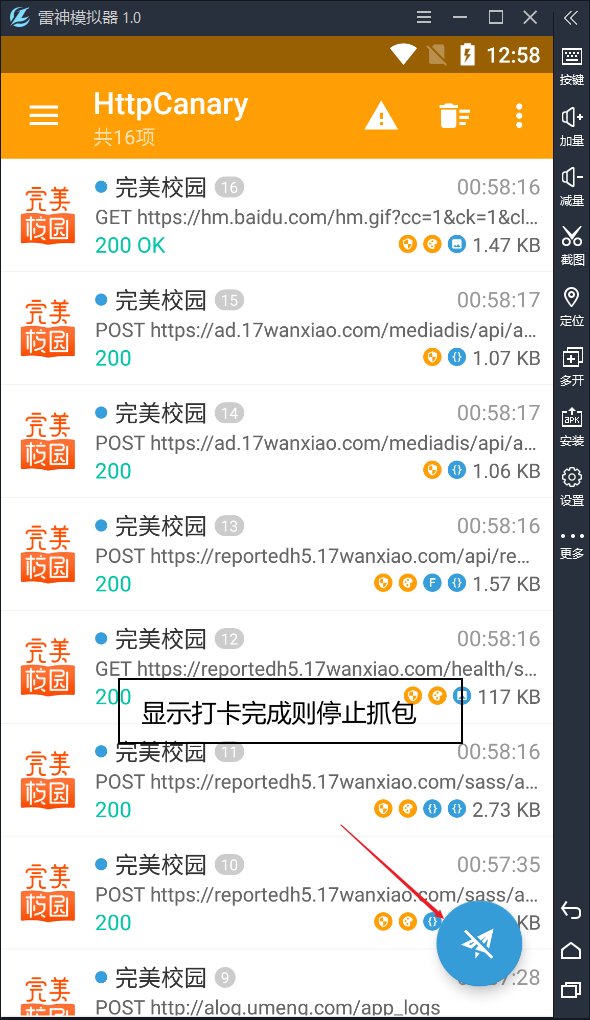 雷神模拟器 1.0
12:58
HttpCanary
共16项
完美校园 16 00:58:16
GET https://hm.baidu.com/hm.gif?cc=1&ck=1&cl...
200 OK 1.47 KB
完美校园 15 00:58:17
POST https://ad.17wanxiao.com/mediadis/api/a...
200 1.07 KB
完美校园 14 00:58:17
POST https://ad.17wanxiao.com/mediadis/api/a...
200 1.06 KB
完美校园 13 00:58:16
POST https://reportedh5.17wanxiao.com/api/re...
200 F 1.57 KB
完美校园 12 00:58:16
GET https://reportedh5.17wanxiao.com/health/s...
200 117 KB
显示打卡完成则停止抓包
完美校园 11 00:58:16
POST https://reportedh5.17wanxiao.com/sass/a...
200 2.73 KB
完美校园 10 00:57:35
POST https://reportedh5.17wanxiao.com/sass/a...
200 KB
完美校园 9 :28
POST http://alog.umeng.com/app_logs
完美校园
完美校园
完美校园
完美校园
完美校园
完美校园
完美校园
完美
按键
加量
减量
截图
定位
多开
APK
安装
设置
更多